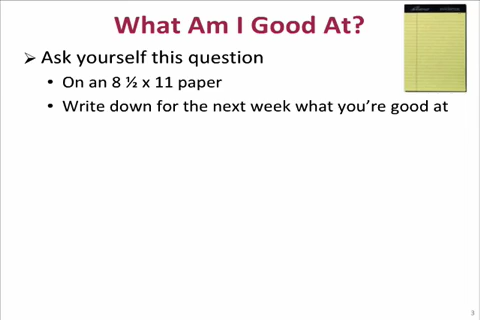 What Am I Good At?
➢ Ask yourself this question
• On an 8 ½ x 11 paper
• Write down for the next week what you're good at
3